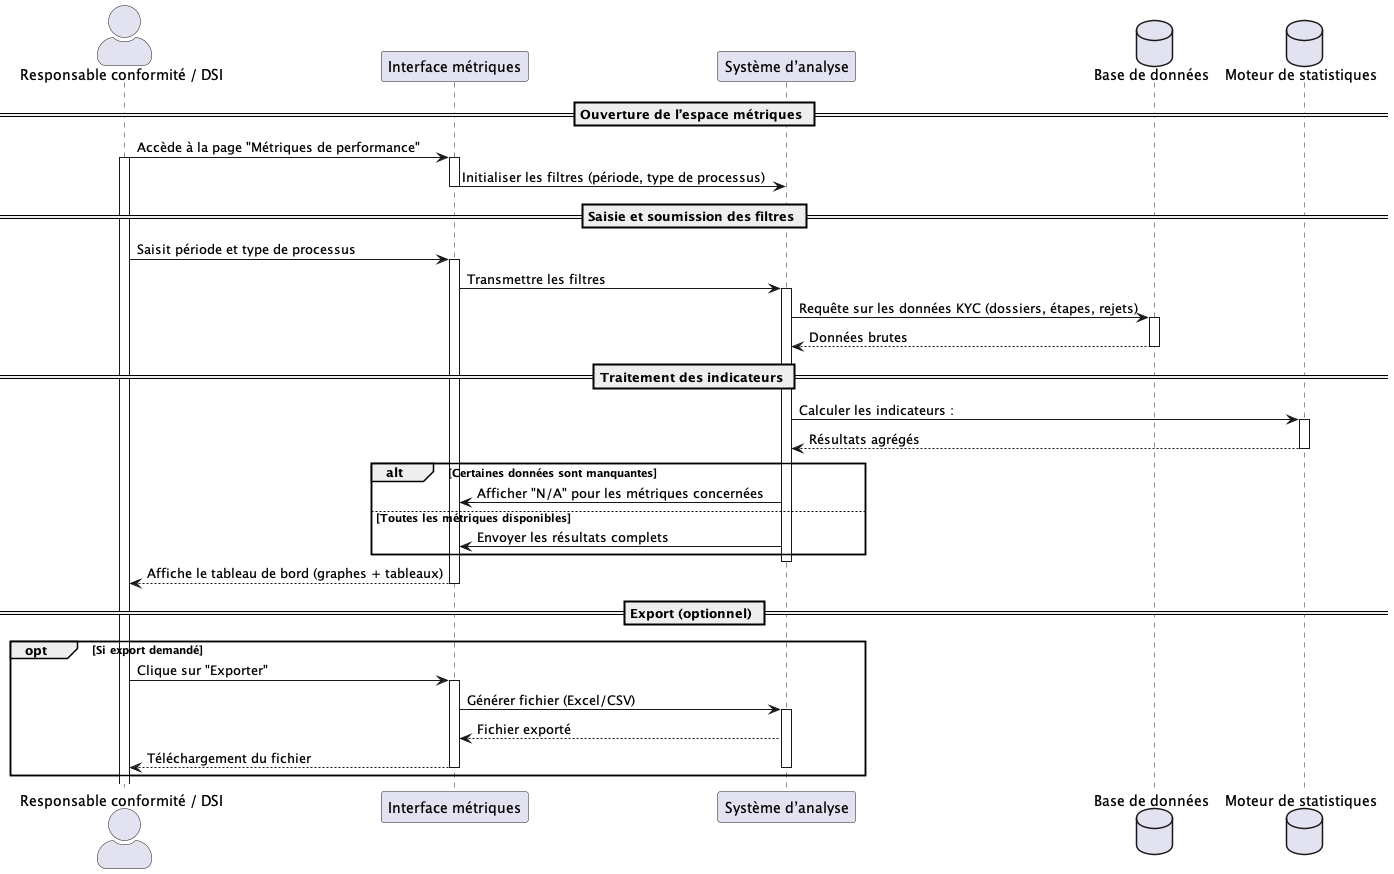 Responsable conformité / DSI
Interface métriques
Système d'analyse
Base de données
Moteur de statistiques
Ouverture de l'espace métriques
Accède à la page "Métriques de performance"
Initialiser les filtres (période, type de processus)
Saisie et soumission des filtres
Saisit période et type de processus
Transmettre les filtres
Requête sur les données KYC (dossiers, étapes, rejets)
Données brutes
Traitement des indicateurs
Calculer les indicateurs :
Résultats agrégés
alt
[Certaines données sont manquantes]
Afficher "N/A" pour les métriques concernées
[Toutes les métriques disponibles]
Envoyer les résultats complets
Affiche le tableau de bord (graphes + tableaux)
Export (optionnel)
opt
[Si export demandé]
Clique sur "Exporter"
Générer fichier (Excel/CSV)
Fichier exporté
Téléchargement du fichier
Responsable conformité / DSI
Interface métriques
Système d'analyse
Base de données
Moteur de statistiques